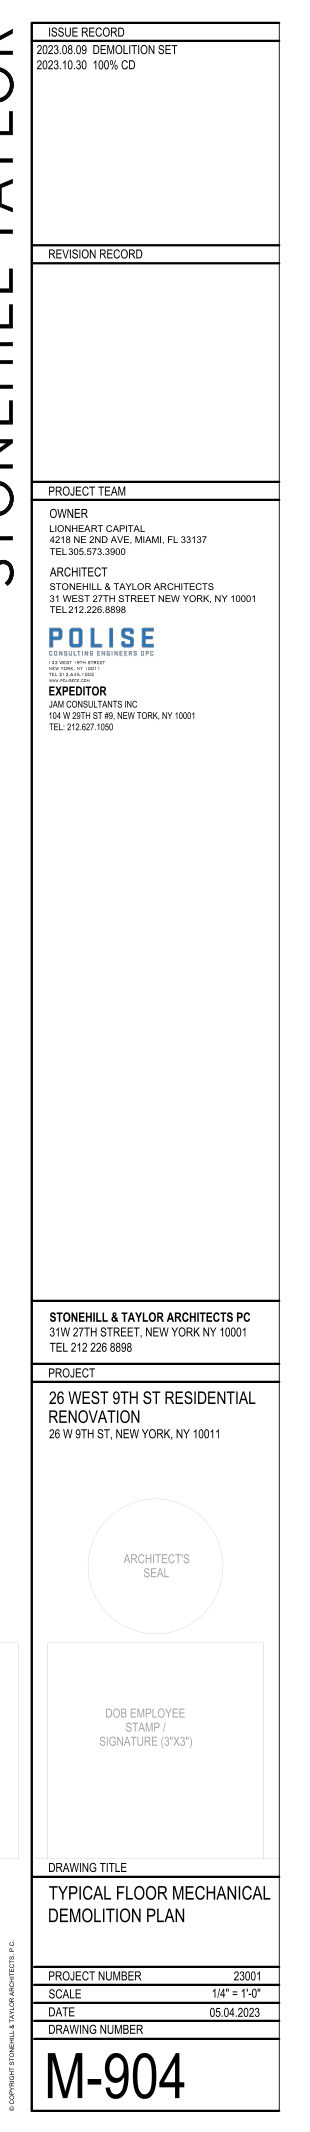 STONEHILL TAYLOR
ISSUE RECORD
2023.08.09 DEMOLITION SET
2023.10.30 100% CD
REVISION RECORD
PROJECT TEAM
OWNER
LIONHEART CAPITAL
4218 NE 2ND AVE, MIAMI, FL 33137
TEL 305.573.3900
ARCHITECT
STONEHILL & TAYLOR ARCHITECTS
31 WEST 27TH STREET NEW YORK, NY 10001
TEL 212.226.8898
POLISE
CONSULTING ENGINEERS DPC
133 WEST 19TH STREET
NEW YORK, NY 10011
TEL 212.645.1002
WWW.POLISECE.COM
EXPEDITOR
JAM CONSULTANTS INC
104 W 29TH ST #9, NEW TORK, NY 10001
TEL: 212.627.1050
STONEHILL & TAYLOR ARCHITECTS PC
31W 27TH STREET, NEW YORK NY 10001
TEL 212 226 8898
PROJECT
26 WEST 9TH ST RESIDENTIAL
RENOVATION
26 W 9TH ST, NEW YORK, NY 10011
ARCHITECT'S
SEAL
DOB EMPLOYEE
STAMP /
SIGNATURE (3"X3")
DRAWING TITLE
TYPICAL FLOOR MECHANICAL
DEMOLITION PLAN
PROJECT NUMBER 23001
SCALE 1/4" = 1'-0"
DATE 05.04.2023
DRAWING NUMBER
M-904
© COPYRIGHT STONEHILL & TAYLOR ARCHITECTS, P.C.